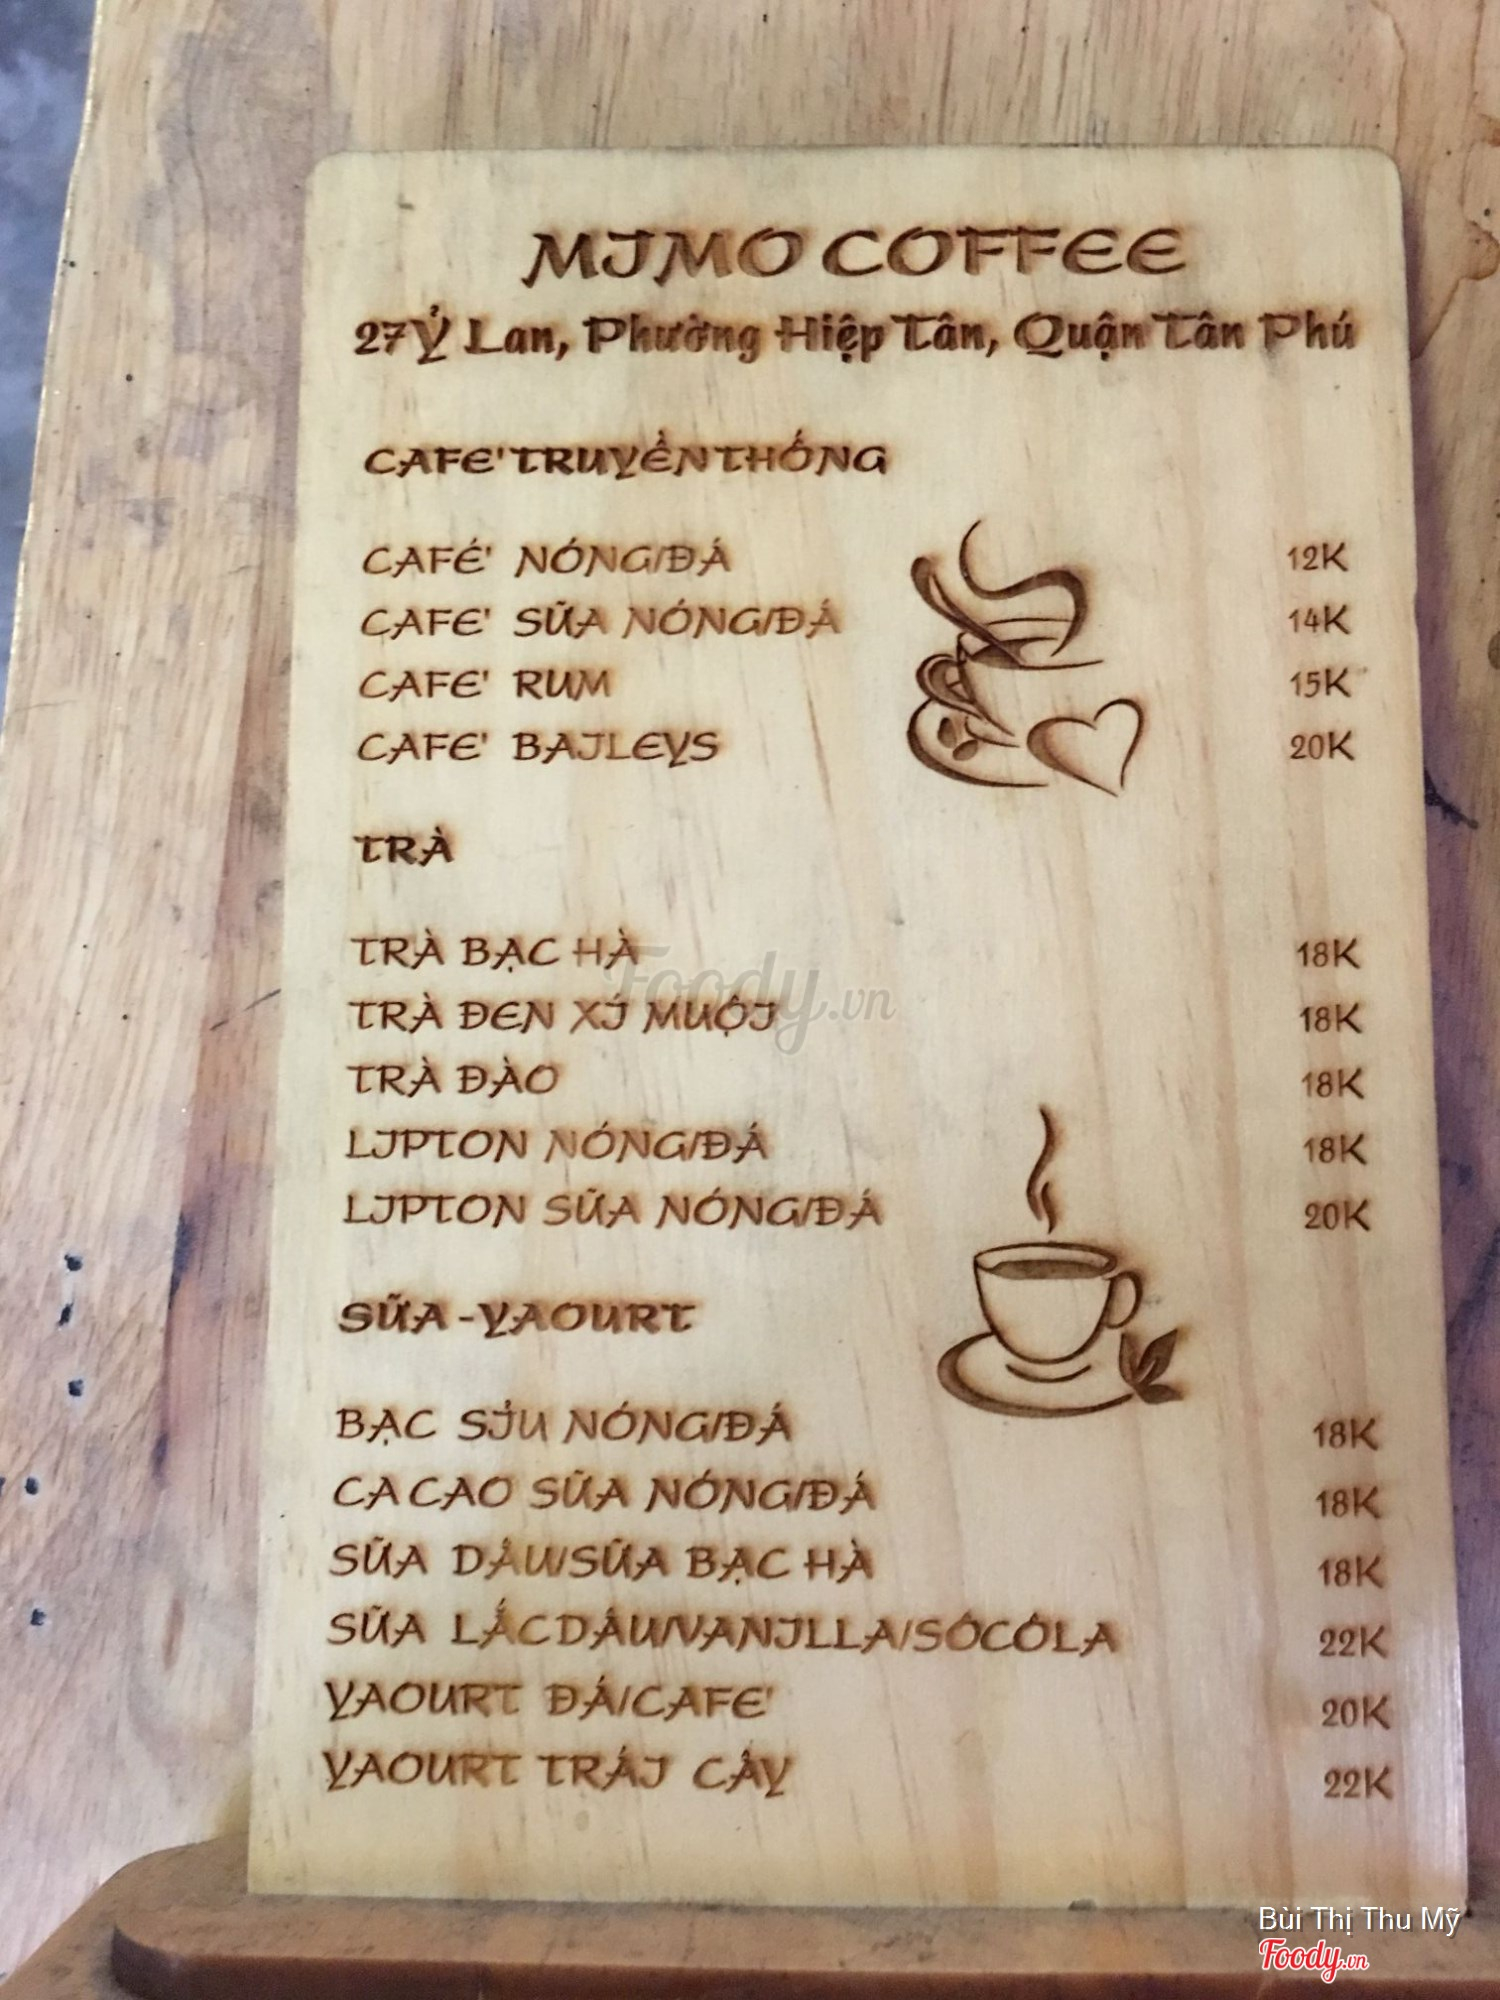 MIMO COFFEE
27 Ỷ Lan, Phường Hiệp Tân, Quận Tân Phú
CAFE' TRUYỀN THỐNG
CAFÉ' NÓNG/ĐÁ 12K
CAFE' SỮA NÓNG/ĐÁ 14K
CAFE' RUM 15K
CAFE' BAILEYS 20K
TRÀ
TRÀ BẠC HÀ 18K
TRÀ ĐEN XÍ MUỘI 18K
TRÀ ĐÀO 18K
LIPTON NÓNG/ĐÁ 18K
LIPTON SỮA NÓNG/ĐÁ 20K
SỮA - YAOURT
BẠC SỈU NÓNG/ĐÁ 18K
CA CAO SỮA NÓNG/ĐÁ 18K
SỮA DÂU/SỮA BẠC HÀ 18K
SỮA LẮC DÂU/VANILLA/SÔCÔLA 22K
YAOURT ĐÁ/CAFE' 20K
YAOURT TRÁI CÂY 22K
Foody.vn
Bùi Thị Thu Mỹ
Foody.vn